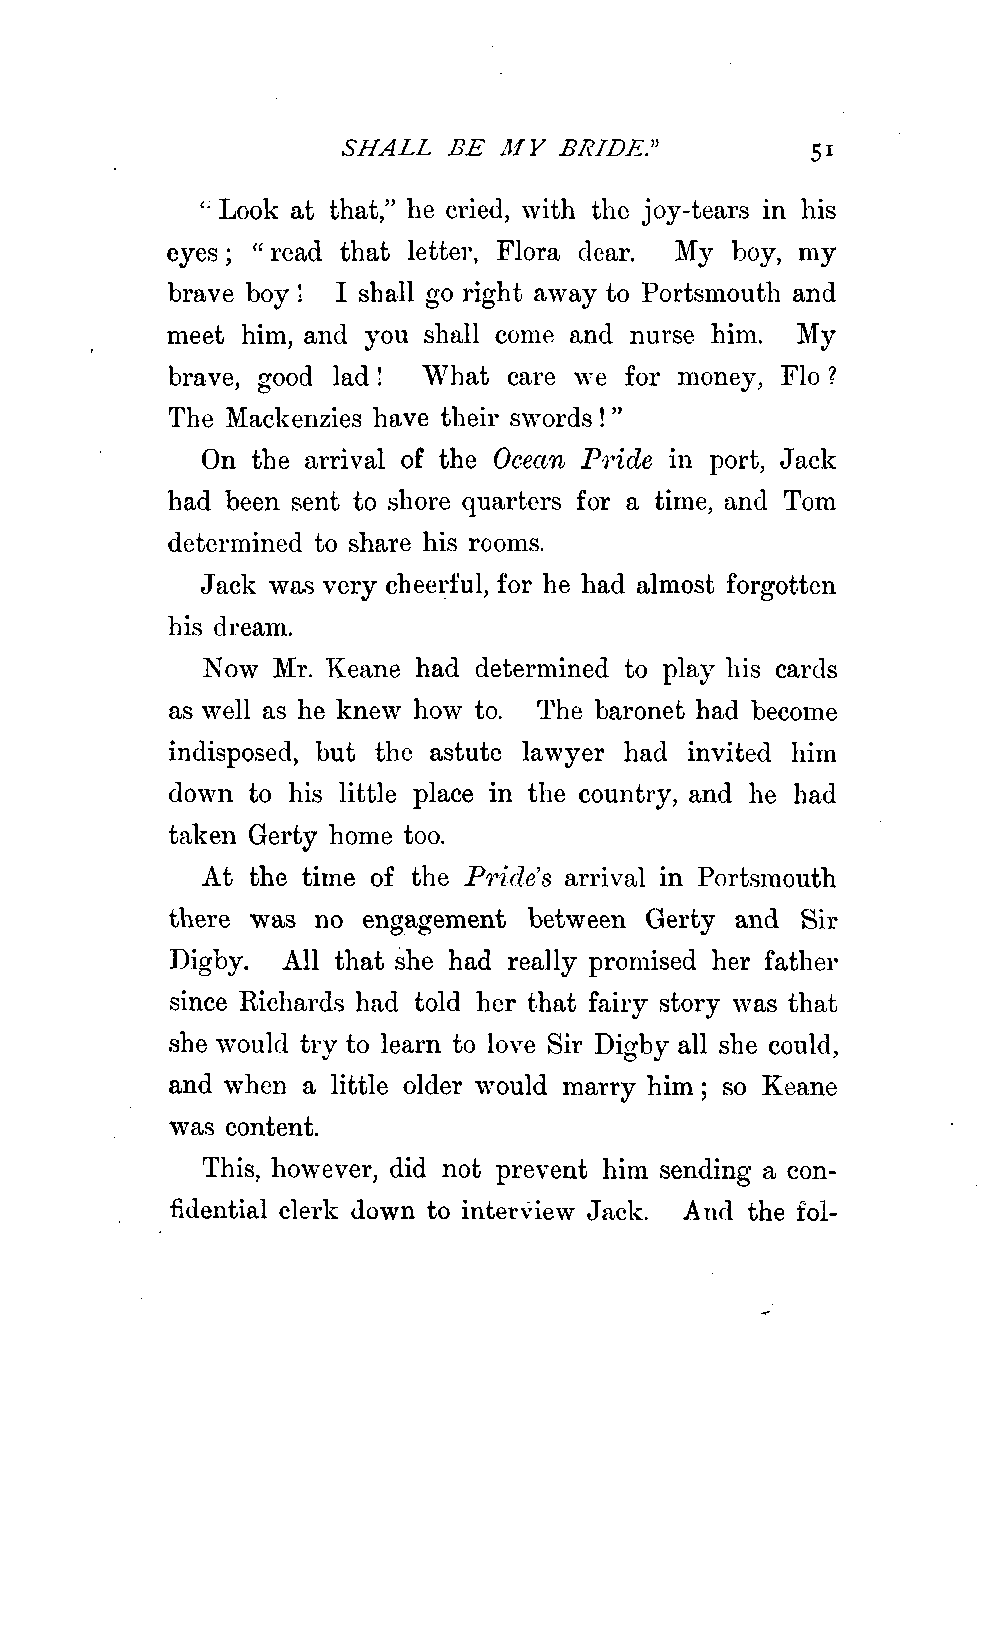 SHALL BE MY BRIDE." 51
"Look at that," he cried, with the joy-tears in his
eyes; "read that letter, Flora dear. My boy, my
brave boy! I shall go right away to Portsmouth and
meet him, and you shall come and nurse him. My
brave, good lad! What care we for money, Flo?
The Mackenzies have their swords!"
On the arrival of the Ocean Pride in port, Jack
had been sent to shore quarters for a time, and Tom
determined to share his rooms.
Jack was very cheerful, for he had almost forgotten
his dream.
Now Mr. Keane had determined to play his cards
as well as he knew how to. The baronet had become
indisposed, but the astute lawyer had invited him
down to his little place in the country, and he had
taken Gerty home too.
At the time of the Pride's arrival in Portsmouth
there was no engagement between Gerty and Sir
Digby. All that she had really promised her father
since Richards had told her that fairy story was that
she would try to learn to love Sir Digby all she could,
and when a little older would marry him; so Keane
was content.
This, however, did not prevent him sending a con-
fidential clerk down to interview Jack. And the fol-